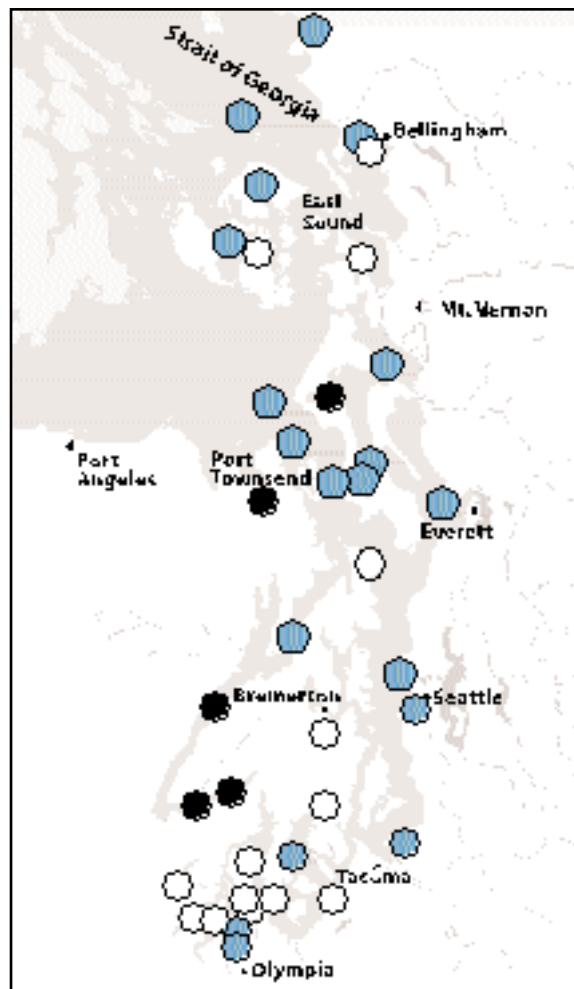 Strait of Georgia
Bellingham
East
Sound
Mt. Vernon
Port
Angeles
Port
Townsend
Everett
Bremerton
Seattle
Tacoma
Olympia